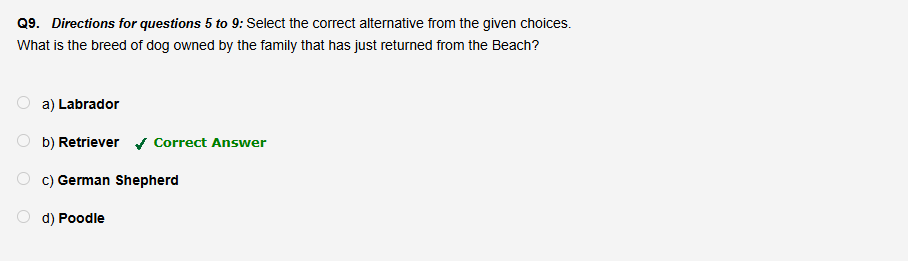 Q9. Directions for questions 5 to 9: Select the correct alternative from the given choices.
What is the breed of dog owned by the family that has just returned from the Beach?
a) Labrador
b) Retriever ✓ Correct Answer
c) German Shepherd
d) Poodle